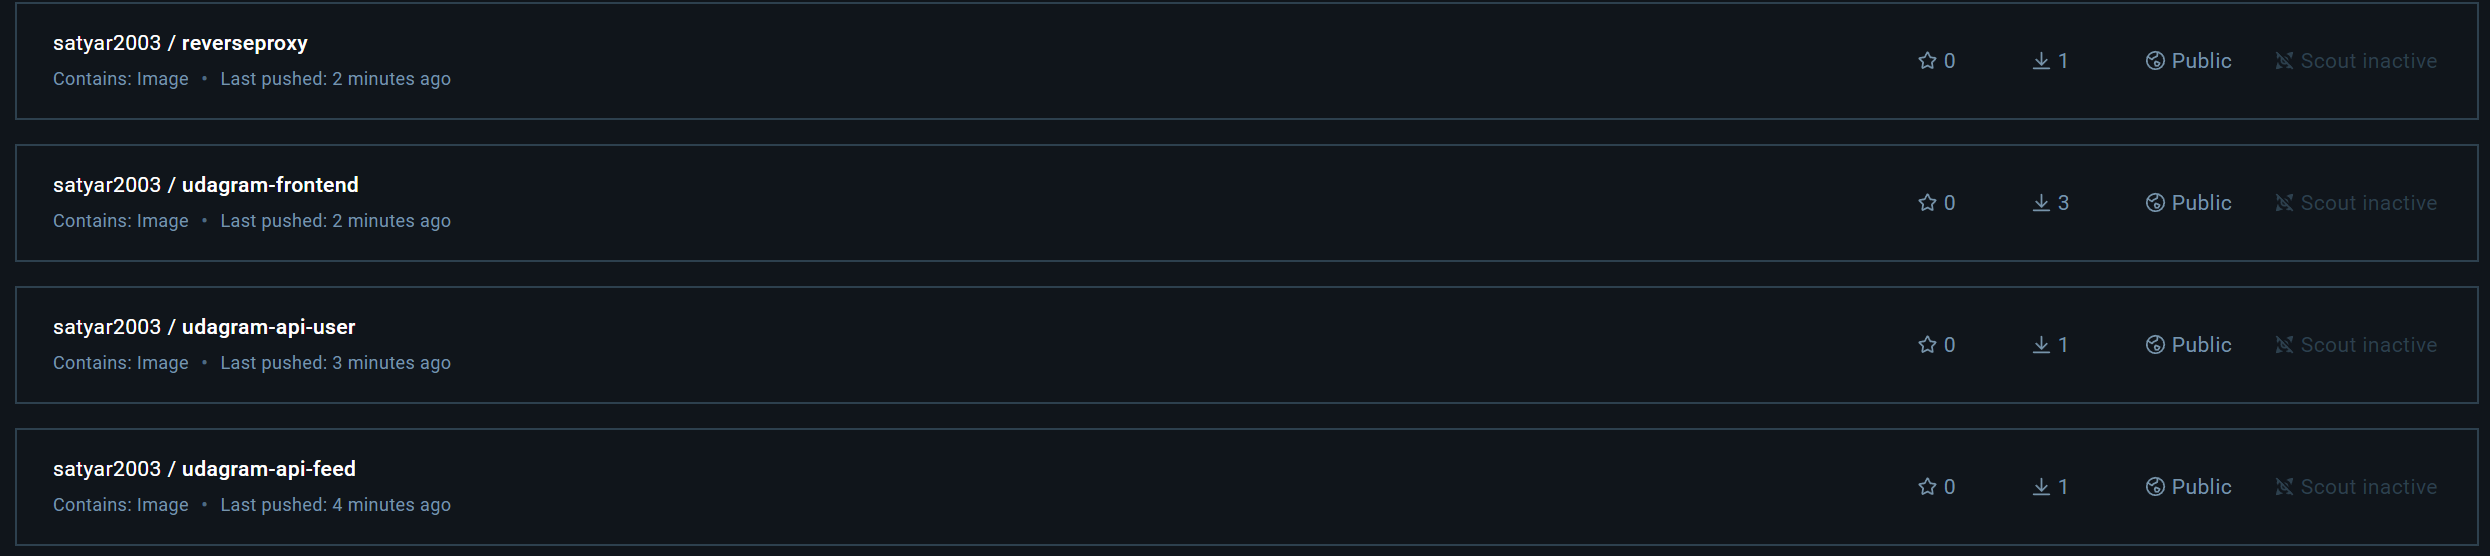 satyar2003 / reverseproxy
Contains: Image • Last pushed: 2 minutes ago
0 1 Public Scout inactive
satyar2003 / udagram-frontend
Contains: Image • Last pushed: 2 minutes ago
0 3 Public Scout inactive
satyar2003 / udagram-api-user
Contains: Image • Last pushed: 3 minutes ago
0 1 Public Scout inactive
satyar2003 / udagram-api-feed
Contains: Image • Last pushed: 4 minutes ago
0 1 Public Scout inactive